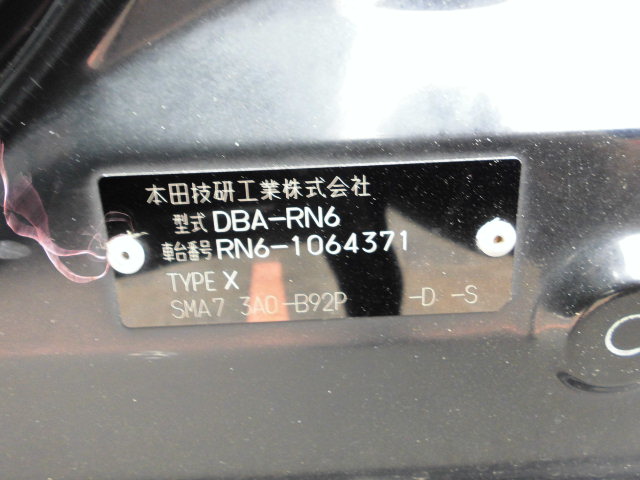 本田技研工業株式会社
型式 DBA-RN6
車台番号 RN6-1064371
TYPE X
SMA7 3A0-B92P -D -S